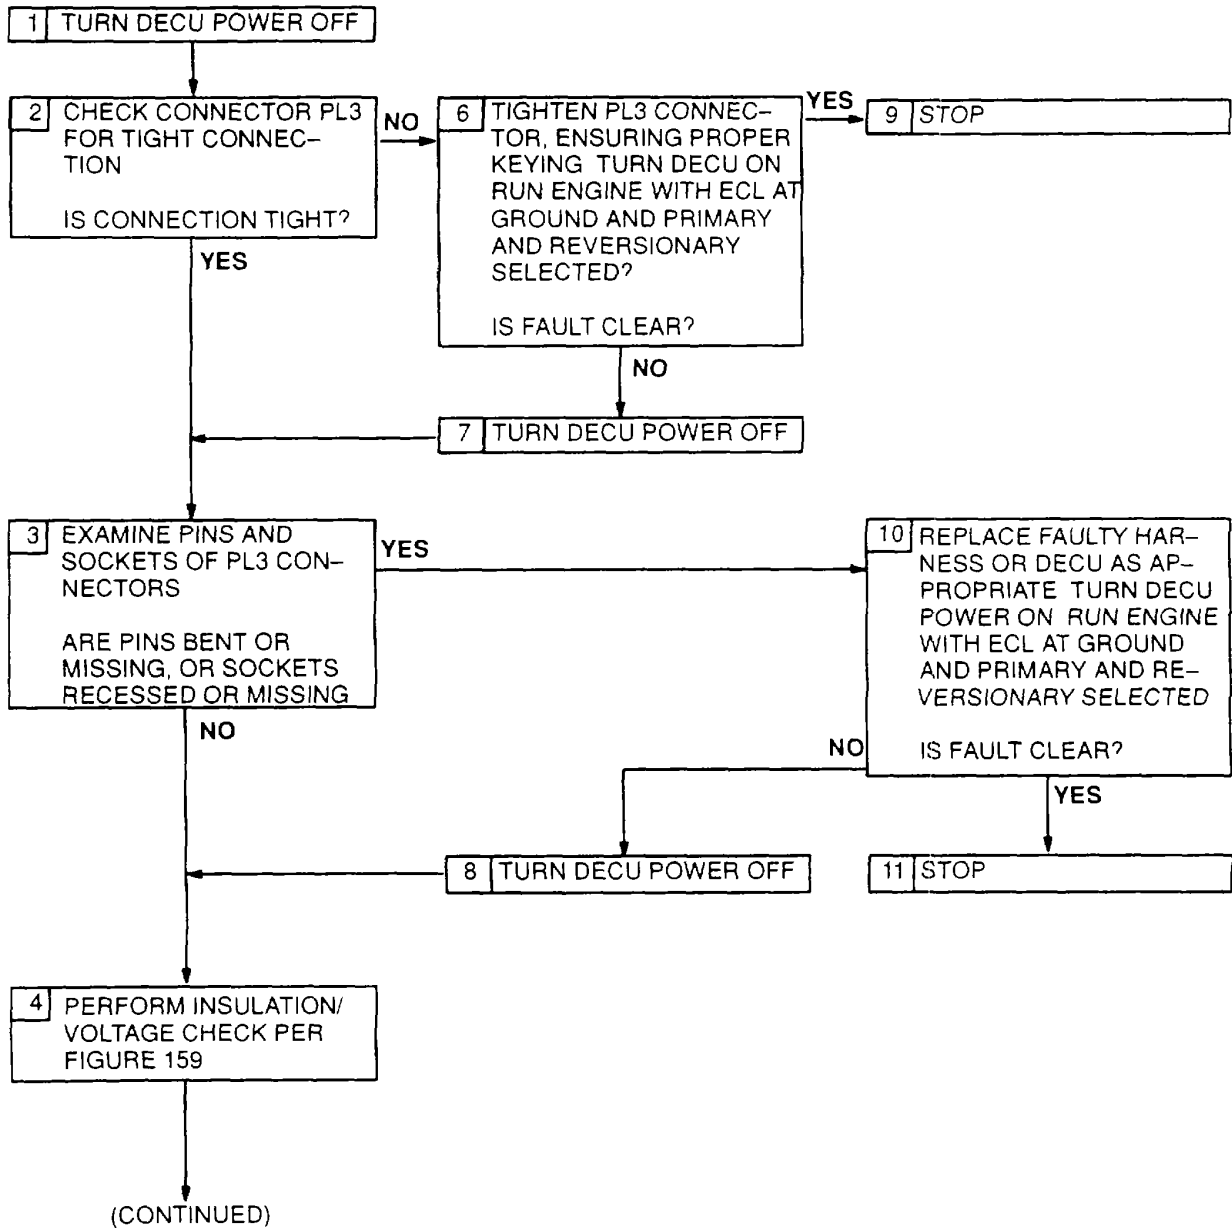 1 TURN DECU POWER OFF
2 CHECK CONNECTOR PL3
FOR TIGHT CONNEC–
TION
IS CONNECTION TIGHT?
NO
YES
6 TIGHTEN PL3 CONNEC–
TOR, ENSURING PROPER
KEYING TURN DECU ON
RUN ENGINE WITH ECL AT
GROUND AND PRIMARY
AND REVERSIONARY
SELECTED?
IS FAULT CLEAR?
YES
NO
9 STOP
7 TURN DECU POWER OFF
3 EXAMINE PINS AND
SOCKETS OF PL3 CON–
NECTORS
ARE PINS BENT OR
MISSING, OR SOCKETS
RECESSED OR MISSING
YES
NO
10 REPLACE FAULTY HAR–
NESS OR DECU AS AP–
PROPRIATE TURN DECU
POWER ON RUN ENGINE
WITH ECL AT GROUND
AND PRIMARY AND RE–
VERSIONARY SELECTED
IS FAULT CLEAR?
NO
YES
8 TURN DECU POWER OFF
11 STOP
4 PERFORM INSULATION/
VOLTAGE CHECK PER
FIGURE 159
(CONTINUED)